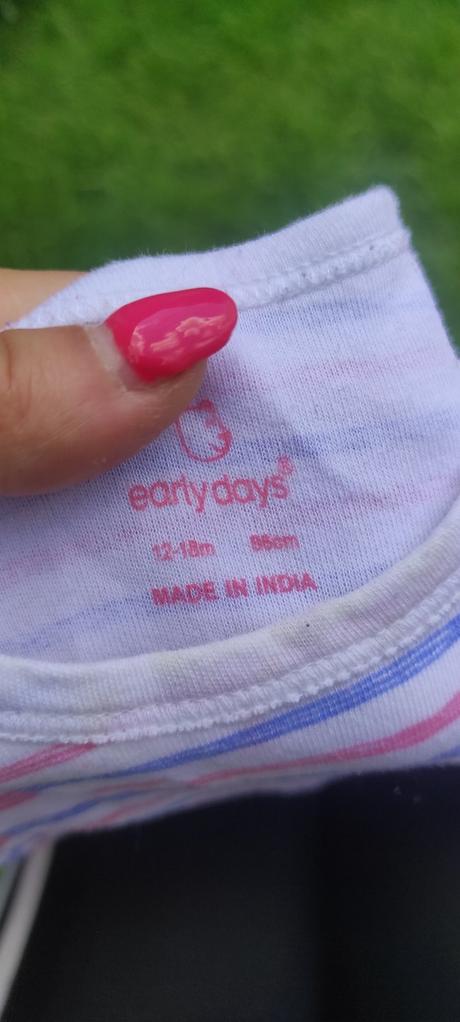 early days®
12-18m 86cm
MADE IN INDIA